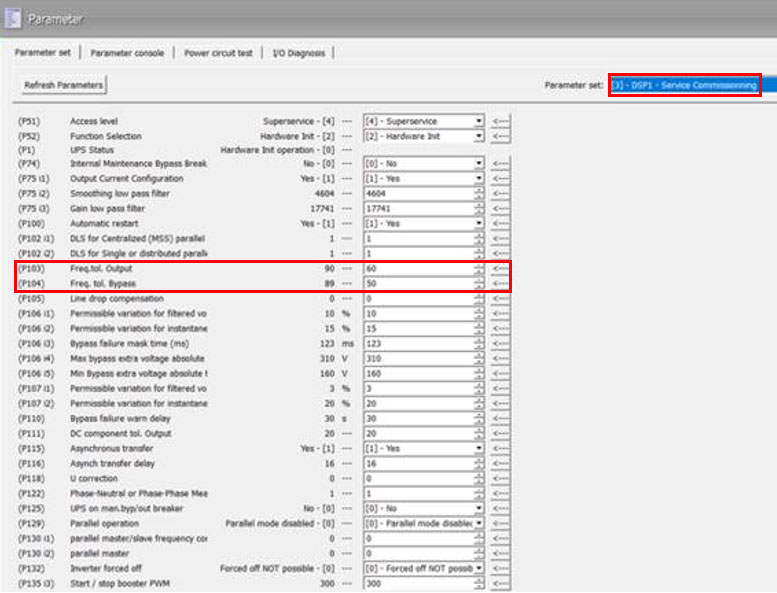 Parameter
Parameter set | Parameter console | Power circuit test | I/O Diagnosis |
Refresh Parameters Parameter set: [3] - DSP1 - Service Commissionning
(P51) Access level Superservice - [4] --- [4] - Superservice <---
(P52) Function Selection Hardware Init - [2] --- [2] - Hardware Init <---
(P1) UPS Status Hardware Init operation - [0] ---
(P74) Internal Maintenance Bypass Break No - [0] --- [0] - No <---
(P75 i1) Output Current Configuration Yes - [1] --- [1] - Yes <---
(P75 i2) Smoothing low pass filter 4604 --- 4604 <---
(P75 i3) Gain low pass filter 17741 --- 17741 <---
(P100) Automatic restart Yes - [1] --- [1] - Yes <---
(P102 i1) DLS for Centralized (MSS) parallel 1 --- 1 <---
(P102 i2) DLS for Single or distributed paralle 1 --- 1 <---
(P103) Freq.tol. Output 90 --- 60 <---
(P104) Freq. tol. Bypass 89 --- 50 <---
(P105) Line drop compensation 0 --- 0 <---
(P106 i1) Permissible variation for filtered vo 10 % 10 <---
(P106 i2) Permissible variation for instantane 15 % 15 <---
(P106 i3) Bypass failure mask time (ms) 123 ms 123 <---
(P106 i4) Max bypass extra voltage absolute 310 V 310 <---
(P106 i5) Min Bypass extra voltage absolute t 160 V 160 <---
(P107 i1) Permissible variation for filtered vo 3 % 3 <---
(P107 i2) Permissible variation for instantane 20 % 20 <---
(P110) Bypass failure warn delay 30 s 30 <---
(P111) DC component tol. Output 20 --- 20 <---
(P115) Asynchronus transfer Yes - [1] --- [1] - Yes <---
(P116) Asynch transfer delay 16 --- 16 <---
(P118) U correction 0 --- 0 <---
(P122) Phase-Neutral or Phase-Phase Mea 1 --- 1 <---
(P125) UPS on man.byp/out breaker No - [0] --- [0] - No <---
(P129) Parallel operation Parallel mode disabled - [0] --- [0] - Parallel mode disabled <---
(P130 i1) parallel master/slave frequency cor 0 --- 0 <---
(P130 i2) parallel master 0 --- 0 <---
(P132) Inverter forced off Forced off NOT possible - [0] --- [0] - Forced off NOT possib <---
(P135 i3) Start / stop booster PWM 300 --- 300 <---